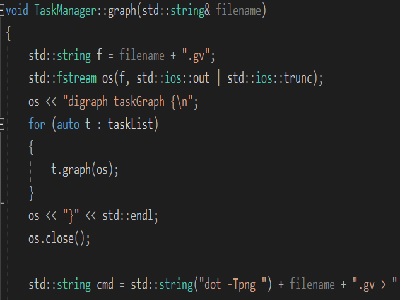 void TaskManager::graph(std::string& filename)
{
std::string f = filename + ".gv";
std::fstream os(f, std::ios::out | std::ios::trunc);
os << "digraph taskGraph {\n";
for (auto t : taskList)
{
t.graph(os);
}
os << "}" << std::endl;
os.close();
std::string cmd = std::string("dot -Tpng ") + filename + ".gv > "